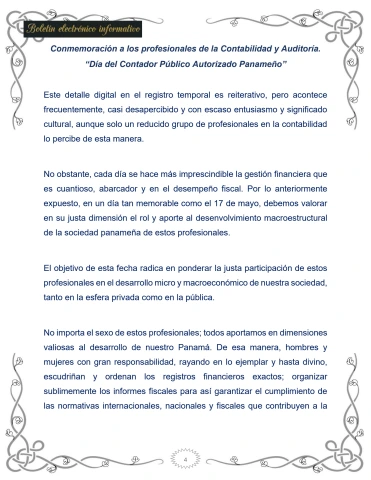 Boletín electrónico informativo
Conmemoración a los profesionales de la Contabilidad y Auditoría.
“Día del Contador Público Autorizado Panameño”
Este detalle digital en el registro temporal es reiterativo, pero acontece
frecuentemente, casi desapercibido y con escaso entusiasmo y significado
cultural, aunque solo un reducido grupo de profesionales en la contabilidad
lo percibe de esta manera.
No obstante, cada día se hace más imprescindible la gestión financiera que
es cuantioso, abarcador y en el desempeño fiscal. Por lo anteriormente
expuesto, en un día tan memorable como el 17 de mayo, debemos valorar
en su justa dimensión el rol y aporte al desenvolvimiento macroestructural
de la sociedad panameña de estos profesionales.
El objetivo de esta fecha radica en ponderar la justa participación de estos
profesionales en el desarrollo micro y macroeconómico de nuestra sociedad,
tanto en la esfera privada como en la pública.
No importa el sexo de estos profesionales; todos aportamos en dimensiones
valiosas al desarrollo de nuestro Panamá. De esa manera, hombres y
mujeres con gran responsabilidad, rayando en lo ejemplar y hasta divino,
escudriñan y ordenan los registros financieros exactos; organizar
sublimemente los informes fiscales para así garantizar el cumplimiento de
las normativas internacionales, nacionales y fiscales que contribuyen a la
4